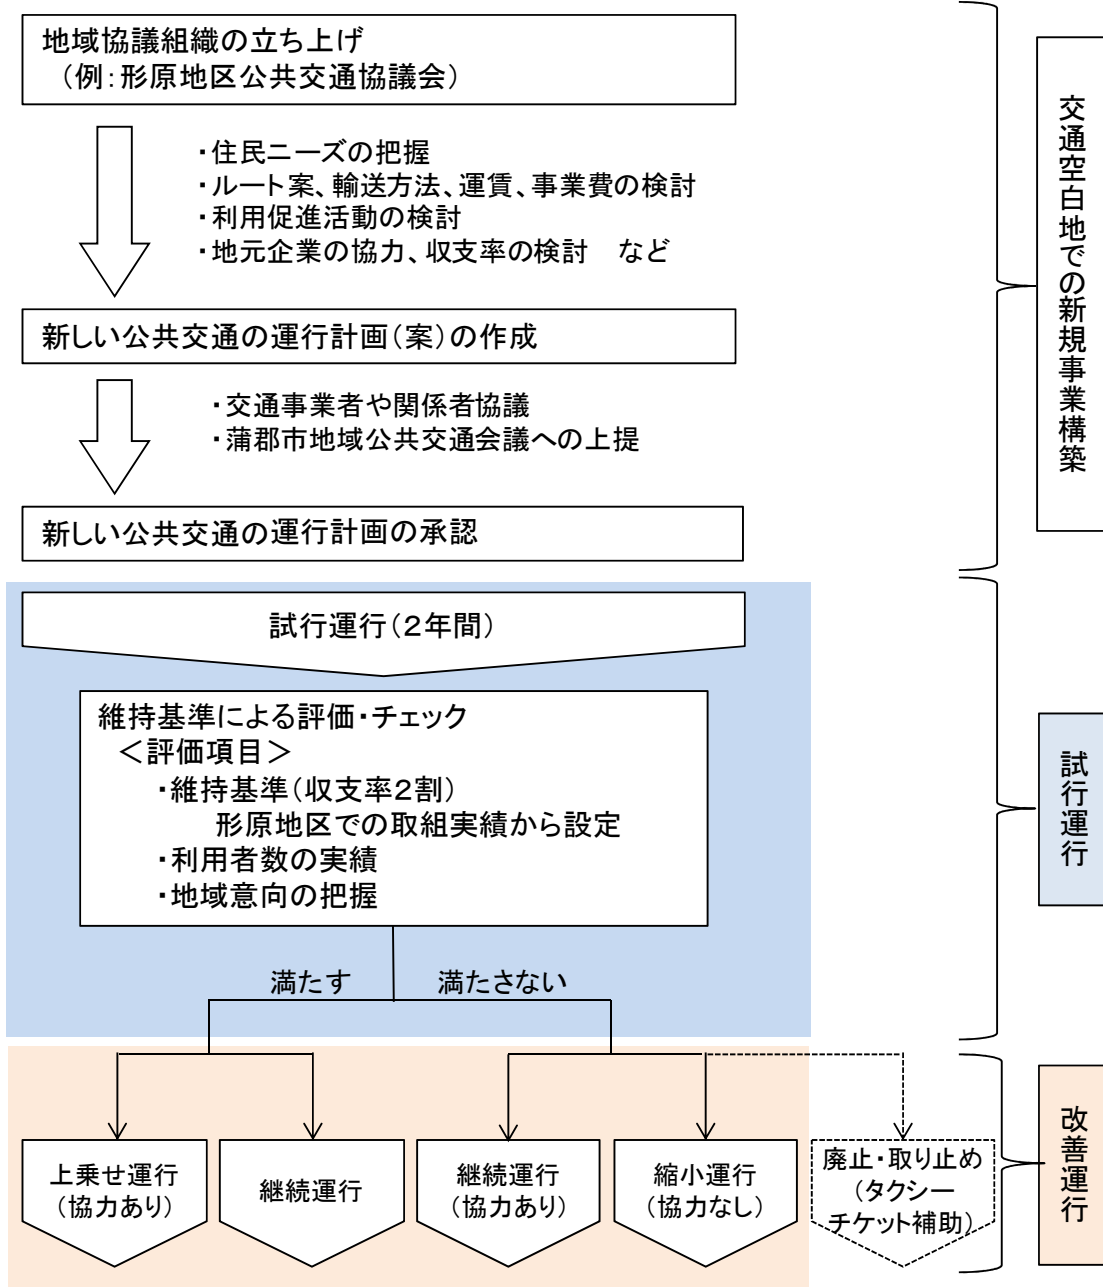 地域協議組織の立ち上げ
（例：形原地区公共交通協議会）
・住民ニーズの把握
・ルート案、輸送方法、運賃、事業費の検討
・利用促進活動の検討
・地元企業の協力、収支率の検討　など
新しい公共交通の運行計画（案）の作成
・交通事業者や関係者協議
・蒲郡市地域公共交通会議への上提
新しい公共交通の運行計画の承認
交通空白地での新規事業構築
試行運行（２年間）
維持基準による評価・チェック
＜評価項目＞
・維持基準（収支率２割）
形原地区での取組実績から設定
・利用者数の実績
・地域意向の把握
満たす
満たさない
試行運行
上乗せ運行
（協力あり）
継続運行
継続運行
（協力あり）
縮小運行
（協力なし）
廃止・取り止め
（タクシー
チケット補助）
改善運行